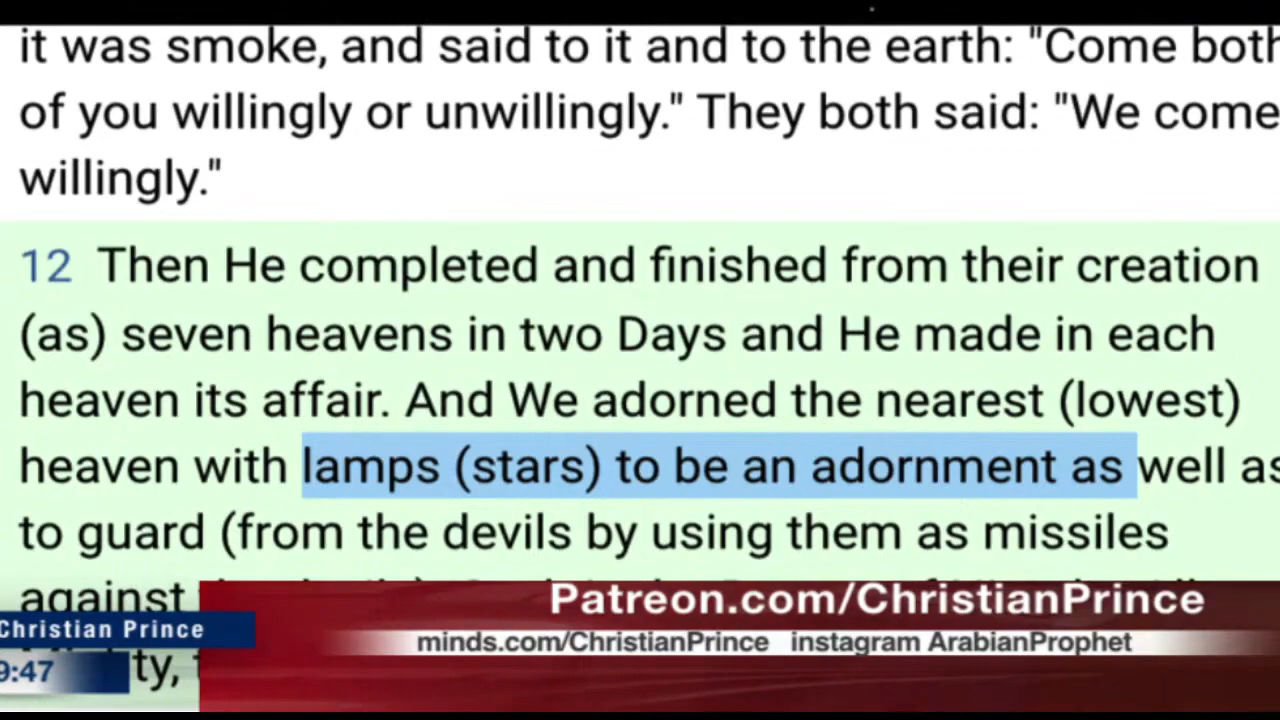 it was smoke, and said to it and to the earth: "Come both
of you willingly or unwillingly." They both said: "We come
willingly."
12 Then He completed and finished from their creation
(as) seven heavens in two Days and He made in each
heaven its affair. And We adorned the nearest (lowest)
heaven with lamps (stars) to be an adornment as well as
to guard (from the devils by using them as missiles
against
ty,
Patreon.com/ChristianPrince
Christian Prince
minds.com/ChristianPrince instagram ArabianProphet
9:47